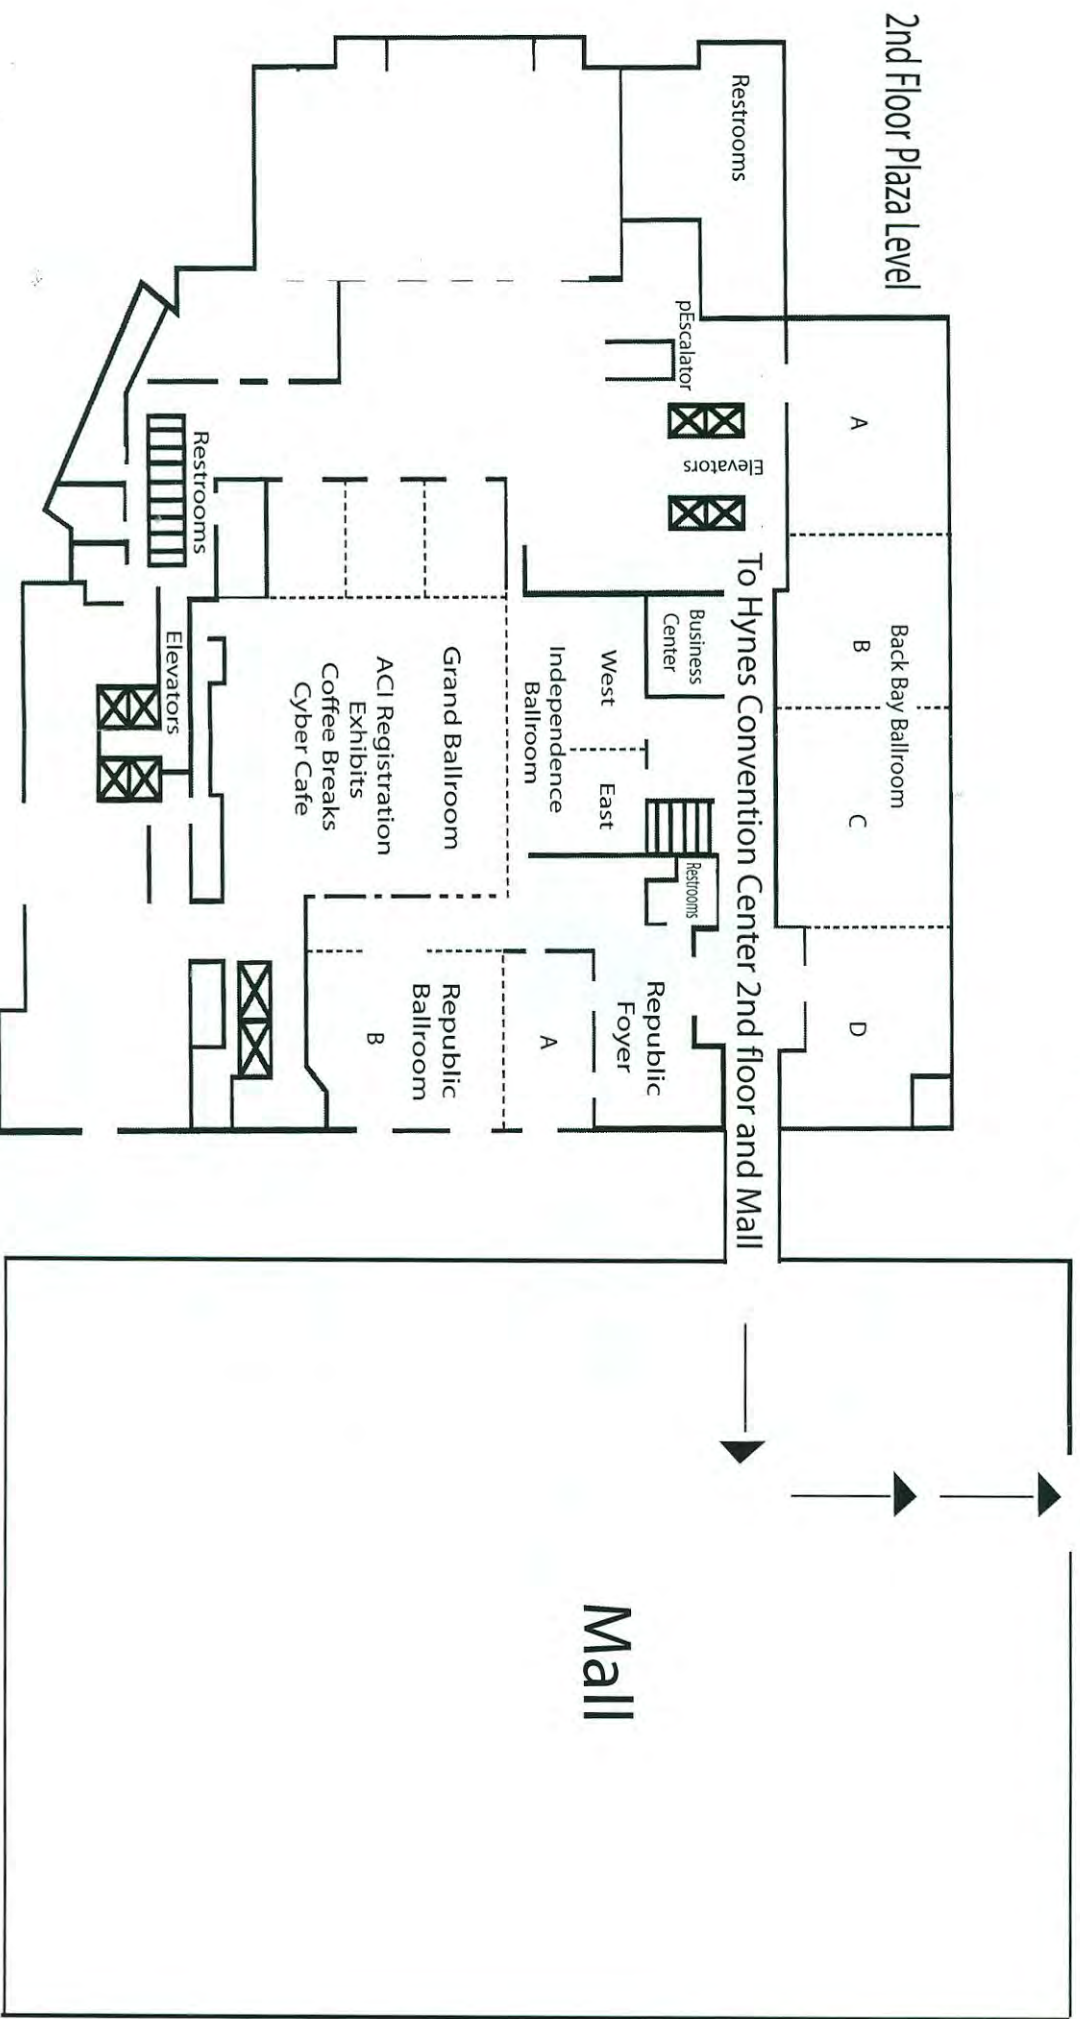 2nd Floor Plaza Level
Restrooms
pEscalator
Elevators
A
Back Bay Ballroom
B
C
D
To Hynes Convention Center 2nd floor and Mall
Business
Center
West
East
Independence
Ballroom
Restrooms
Republic
Foyer
A
Republic
Ballroom
B
Grand Ballroom
ACI Registration
Exhibits
Coffee Breaks
Cyber Cafe
Restrooms
Elevators
Mall